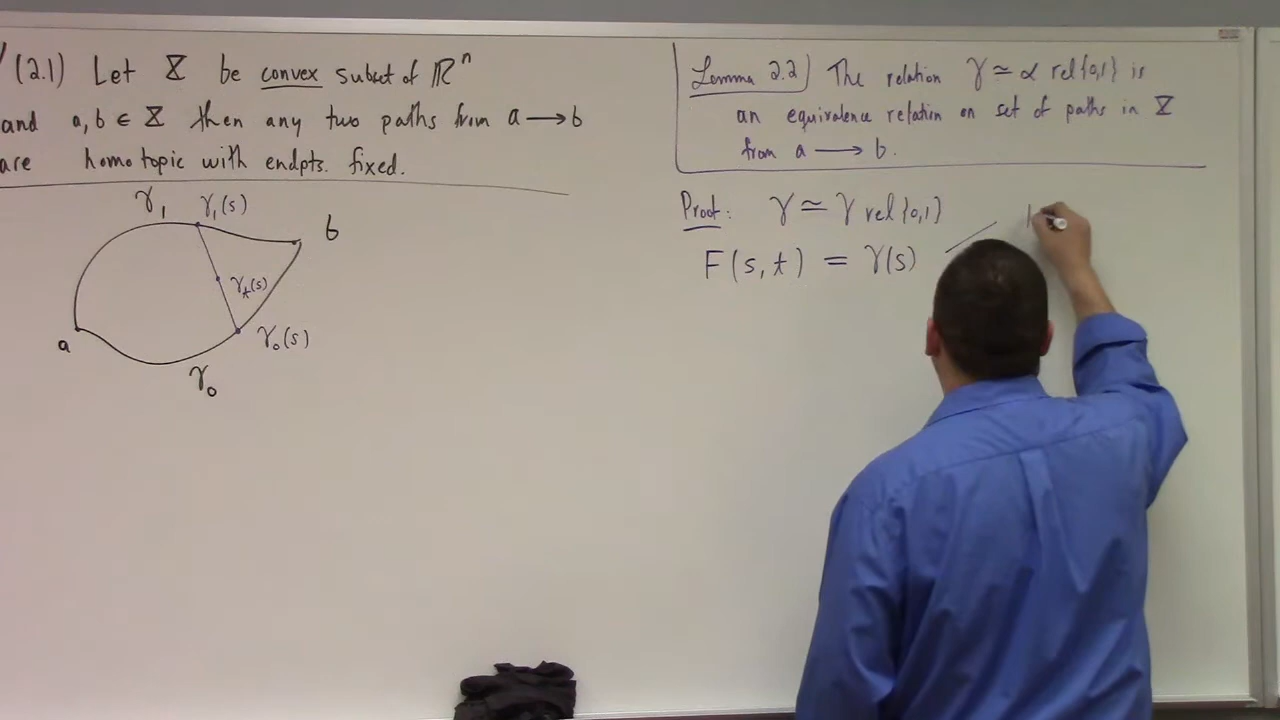 (2.1) Let X be convex subset of ℝⁿ
and a, b ∈ X then any two paths from a → b
are homotopic with endpts. fixed.
γ₁ γ₁(s)
b
γₜ(s)
a
γ₀(s)
γ₀
Lemma 2.2) The relation γ ≃ α rel{0,1} is
an equivalence relation on set of paths in X
from a → b.
Proof: γ ≃ γ rel{0,1}
F(s,t) = γ(s)